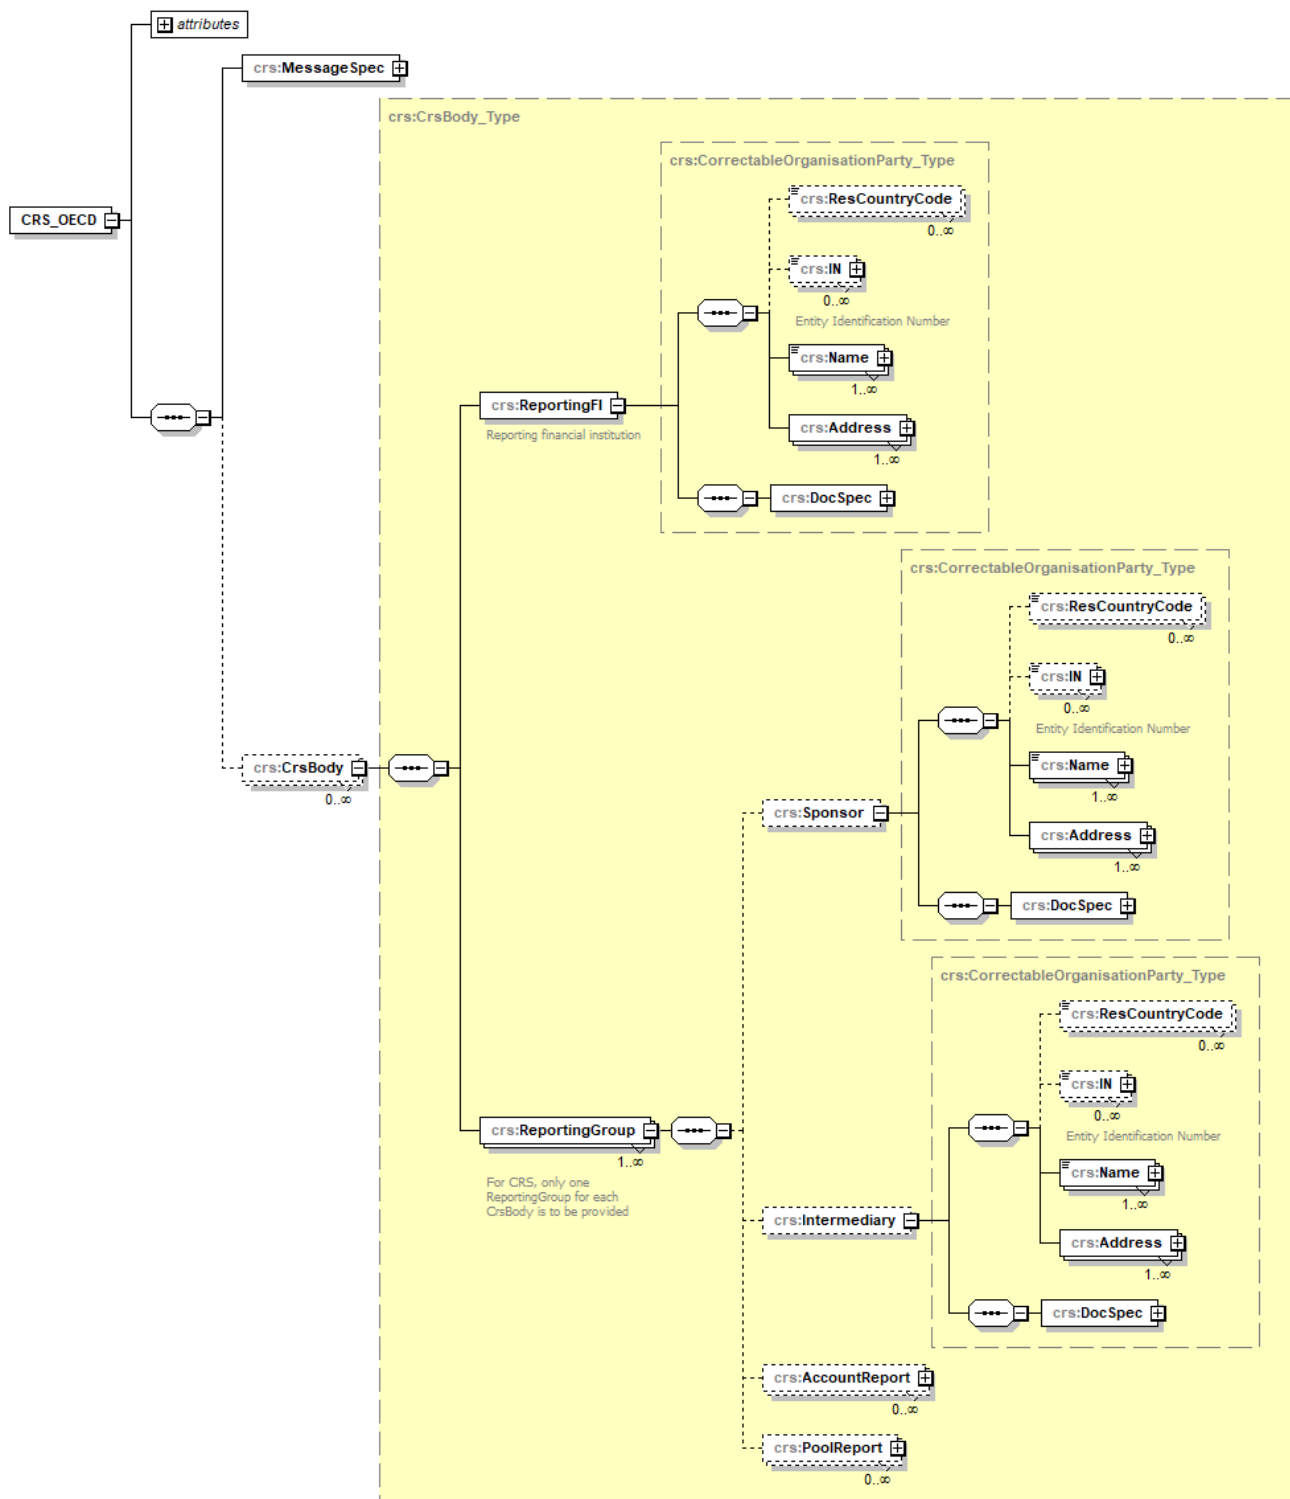 attributes
crs:MessageSpec
crs:CrsBody_Type
crs:CorrectableOrganisationParty_Type
crs:ResCountryCode
0..∞
CRS_OECD
crs:IN
0..∞
Entity Identification Number
crs:Name
1..∞
crs:ReportingFI
Reporting financial institution
crs:Address
1..∞
crs:DocSpec
crs:CorrectableOrganisationParty_Type
crs:ResCountryCode
0..∞
crs:IN
0..∞
Entity Identification Number
crs:CrsBody
0..∞
crs:Name
1..∞
crs:Sponsor
crs:Address
1..∞
crs:DocSpec
crs:CorrectableOrganisationParty_Type
crs:ResCountryCode
0..∞
crs:IN
0..∞
Entity Identification Number
crs:ReportingGroup
1..∞
For CRS, only one
ReportingGroup for each
CrsBody is to be provided
crs:Name
1..∞
crs:Intermediary
crs:Address
1..∞
crs:DocSpec
crs:AccountReport
0..∞
crs:PoolReport
0..∞